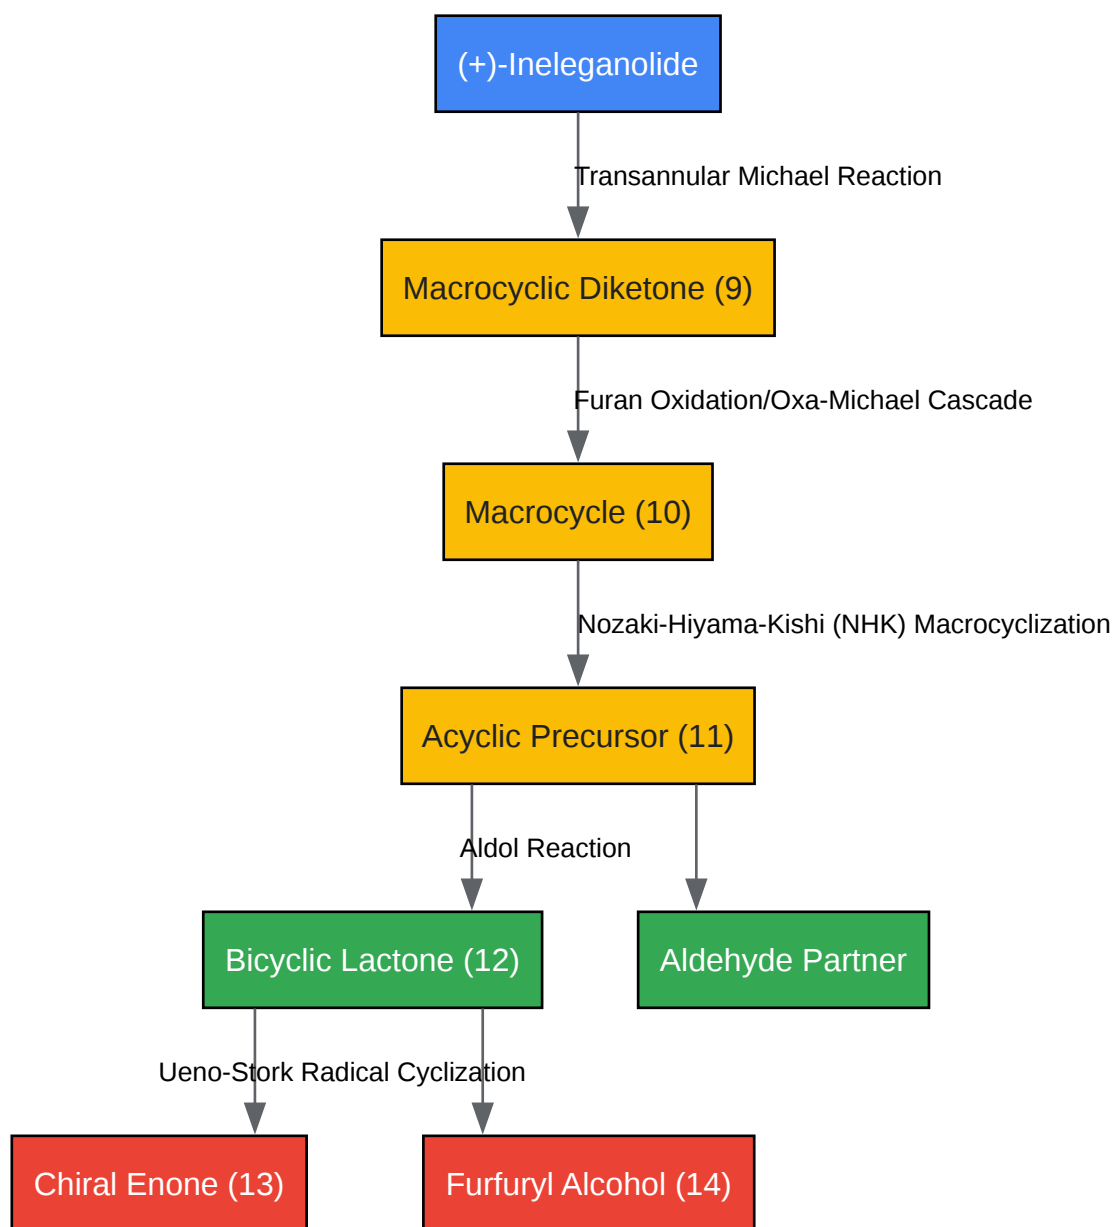 (+)-Ineleganolide
Transannular Michael Reaction
Macrocyclic Diketone (9)
Furan Oxidation/Oxa-Michael Cascade
Macrocycle (10)
Nozaki-Hiyama-Kishi (NHK) Macrocyclization
Acyclic Precursor (11)
Aldol Reaction
Bicyclic Lactone (12)
Aldehyde Partner
Ueno-Stork Radical Cyclization
Chiral Enone (13)
Furfuryl Alcohol (14)